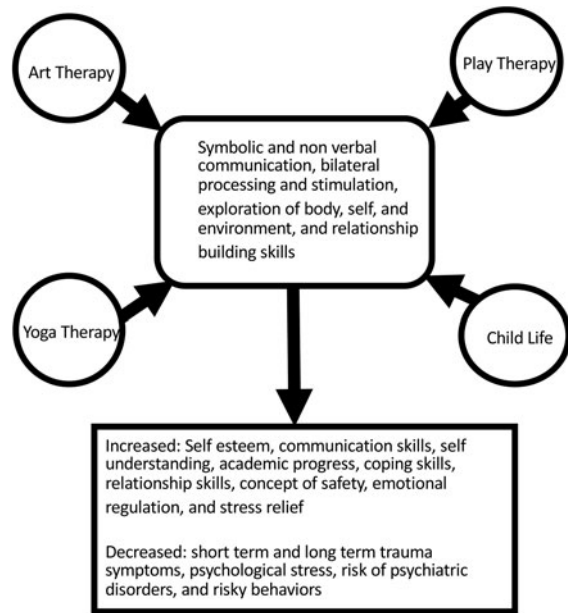 Art Therapy
Play Therapy
Symbolic and non verbal
communication, bilateral
processing and stimulation,
exploration of body, self, and
environment, and relationship
building skills
Yoga Therapy
Child Life
Increased: Self esteem, communication skills, self
understanding, academic progress, coping skills,
relationship skills, concept of safety, emotional
regulation, and stress relief
Decreased: short term and long term trauma
symptoms, psychological stress, risk of psychiatric
disorders, and risky behaviors